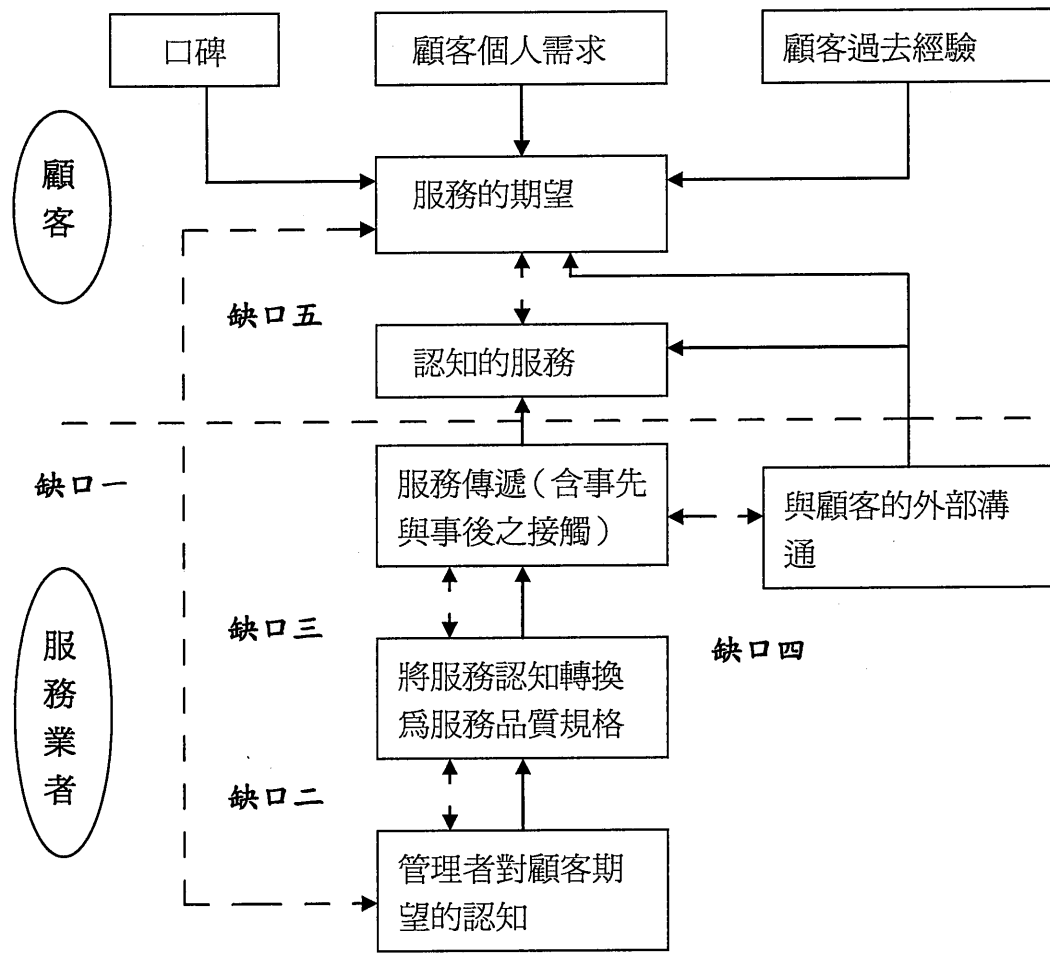 口碑
顧客個人需求
顧客過去經驗
顧
客
服務的期望
缺口五
認知的服務
缺口一
服務傳遞(含事先
與事後之接觸)
與顧客的外部溝
通
服
務
業
者
缺口三
缺口四
將服務認知轉換
爲服務品質規格
缺口二
管理者對顧客期
望的認知